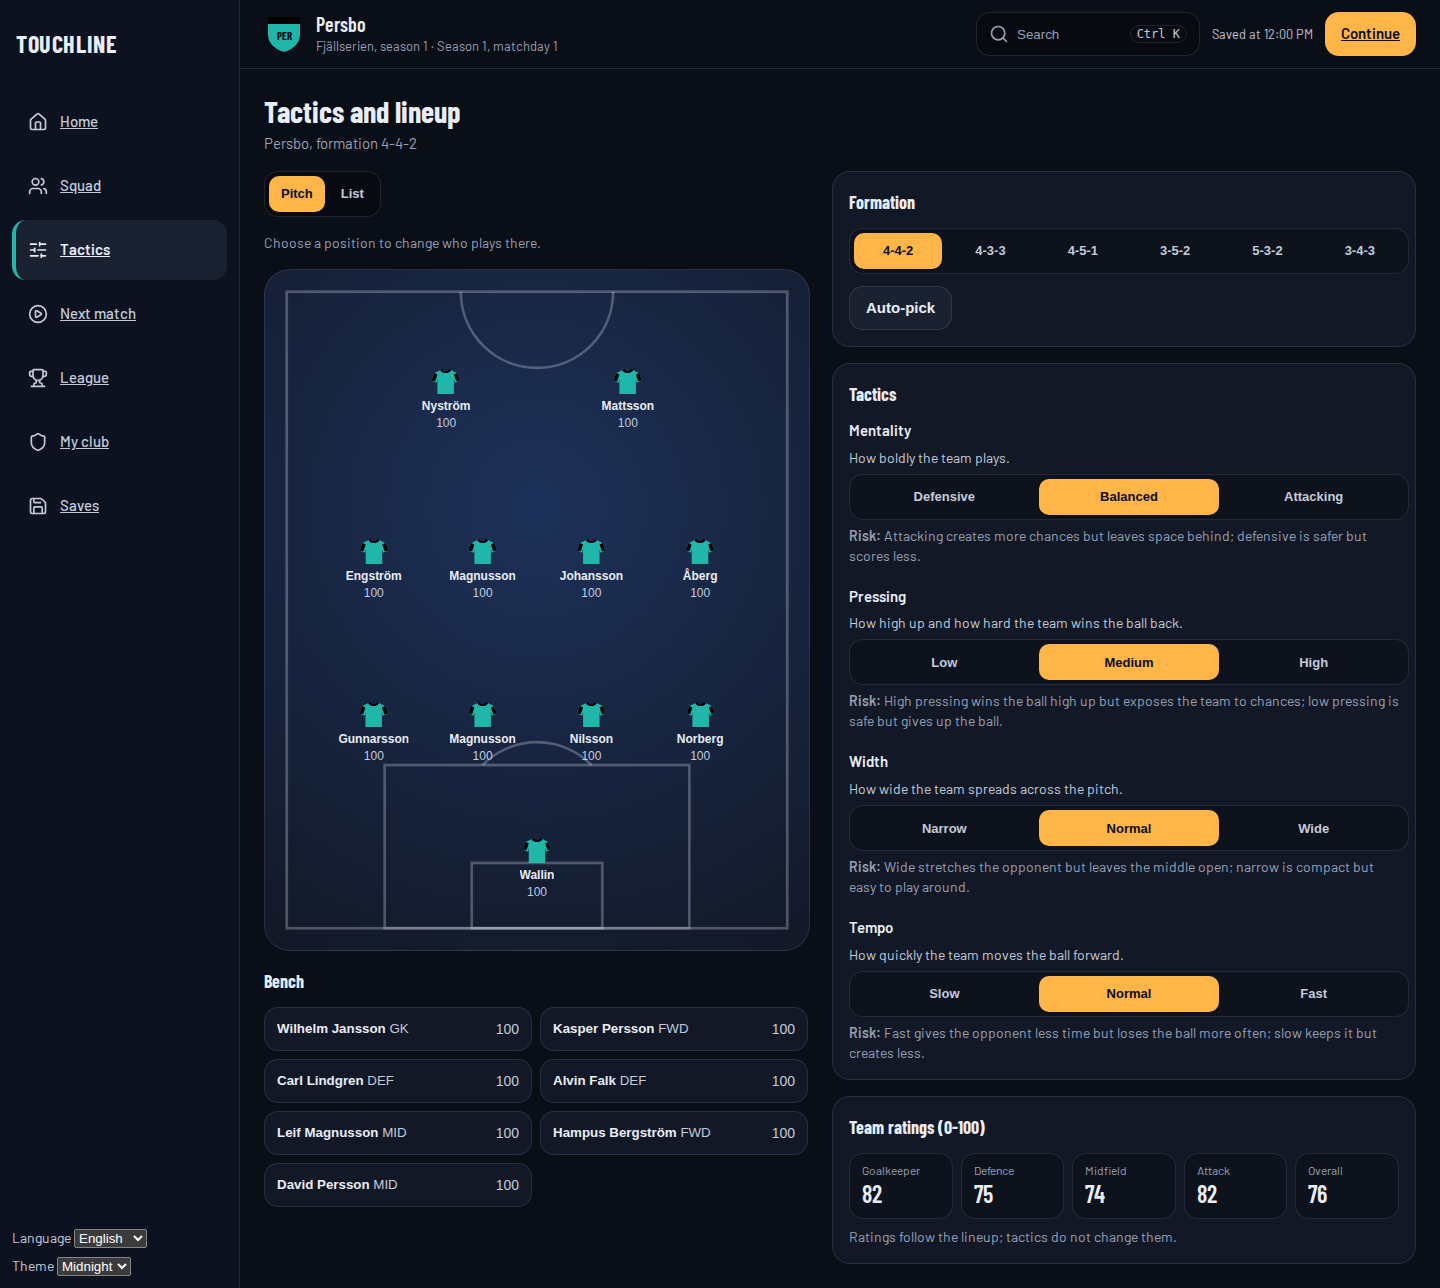 TOUCHLINE
Home
Squad
Tactics
Next match
League
My club
Saves
Language English
Theme Midnight
PER
Persbo
Fjällserien, season 1 · Season 1, matchday 1
Search Ctrl K
Saved at 12:00 PM
Continue
Tactics and lineup
Persbo, formation 4-4-2
Pitch List
Choose a position to change who plays there.
Nyström Mattsson
100 100
Engström Magnusson Johansson Åberg
100 100 100 100
Gunnarsson Magnusson Nilsson Norberg
100 100 100 100
Wallin
100
Bench
Wilhelm Jansson GK 100 Kasper Persson FWD 100
Carl Lindgren DEF 100 Alvin Falk DEF 100
Leif Magnusson MID 100 Hampus Bergström FWD 100
David Persson MID 100
Formation
4-4-2 4-3-3 4-5-1 3-5-2 5-3-2 3-4-3
Auto-pick
Tactics
Mentality
How boldly the team plays.
Defensive Balanced Attacking
Risk: Attacking creates more chances but leaves space behind; defensive is safer but
scores less.
Pressing
How high up and how hard the team wins the ball back.
Low Medium High
Risk: High pressing wins the ball high up but exposes the team to chances; low pressing is
safe but gives up the ball.
Width
How wide the team spreads across the pitch.
Narrow Normal Wide
Risk: Wide stretches the opponent but leaves the middle open; narrow is compact but
easy to play around.
Tempo
How quickly the team moves the ball forward.
Slow Normal Fast
Risk: Fast gives the opponent less time but loses the ball more often; slow keeps it but
creates less.
Team ratings (0-100)
Goalkeeper Defence Midfield Attack Overall
82 75 74 82 76
Ratings follow the lineup; tactics do not change them.